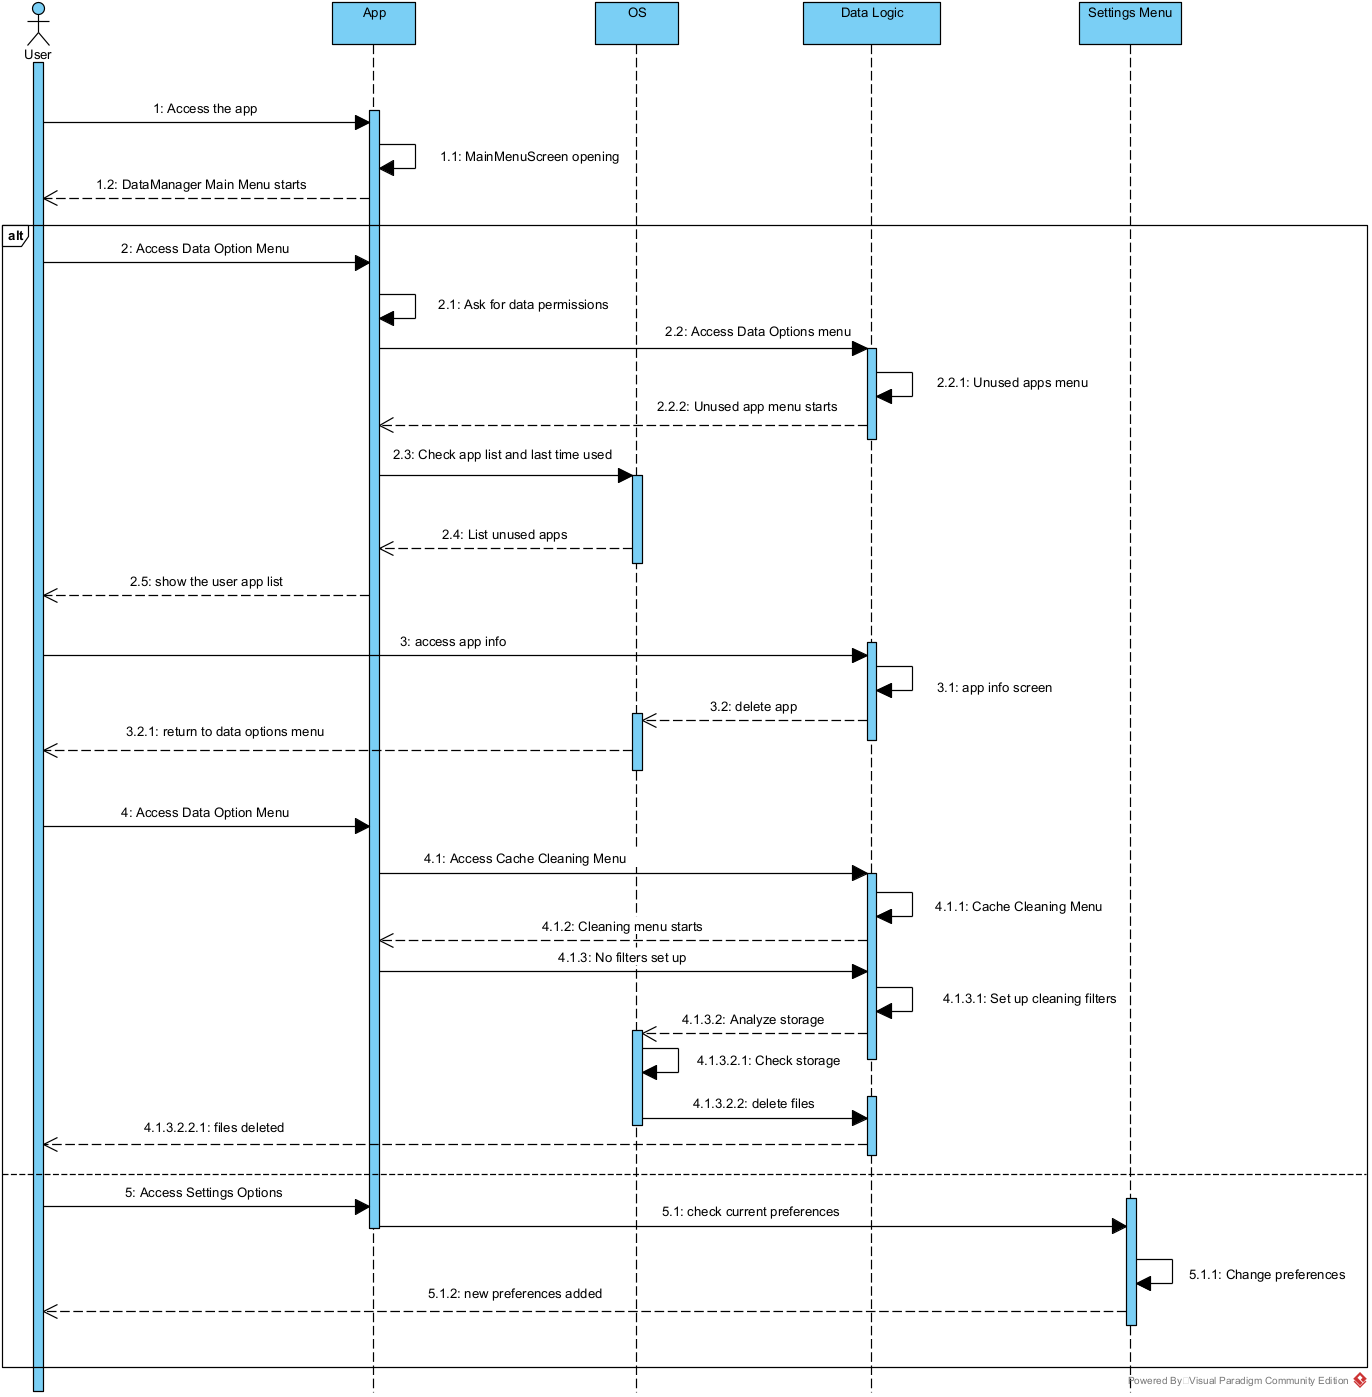 User
App
OS
Data Logic
Settings Menu
1: Access the app
1.1: MainMenuScreen opening
1.2: DataManager Main Menu starts
alt
2: Access Data Option Menu
2.1: Ask for data permissions
2.2: Access Data Options menu
2.2.1: Unused apps menu
2.2.2: Unused app menu starts
2.3: Check app list and last time used
2.4: List unused apps
2.5: show the user app list
3: access app info
3.1: app info screen
3.2: delete app
3.2.1: return to data options menu
4: Access Data Option Menu
4.1: Access Cache Cleaning Menu
4.1.1: Cache Cleaning Menu
4.1.2: Cleaning menu starts
4.1.3: No filters set up
4.1.3.1: Set up cleaning filters
4.1.3.2: Analyze storage
4.1.3.2.1: Check storage
4.1.3.2.2: delete files
4.1.3.2.2.1: files deleted
5: Access Settings Options
5.1: check current preferences
5.1.1: Change preferences
5.1.2: new preferences added
Powered By Visual Paradigm Community Edition